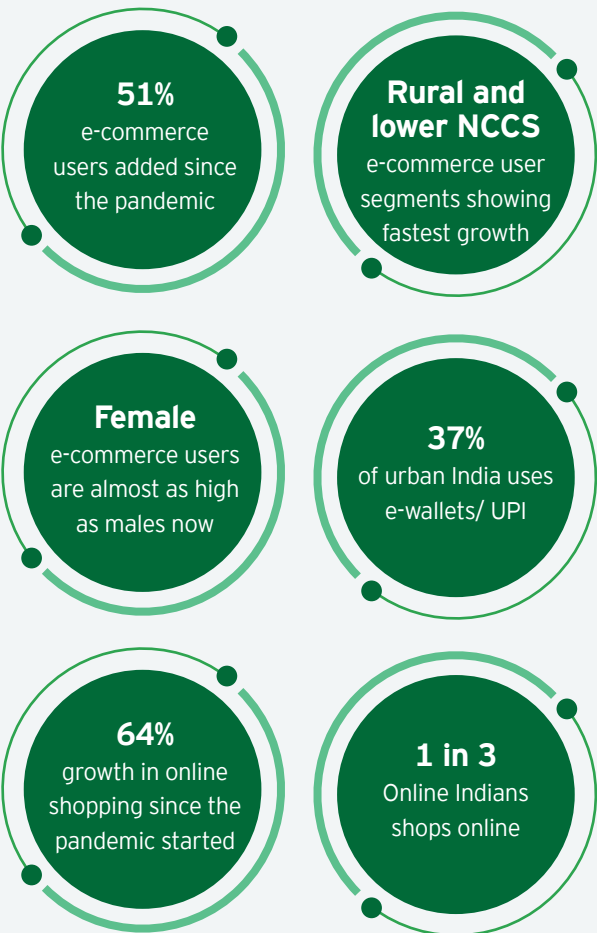 51%
e-commerce
users added since
the pandemic
Rural and
lower NCCS
e-commerce user
segments showing
fastest growth
Female
e-commerce users
are almost as high
as males now
37%
of urban India uses
e-wallets/ UPI
64%
growth in online
shopping since the
pandemic started
1 in 3
Online Indians
shops online